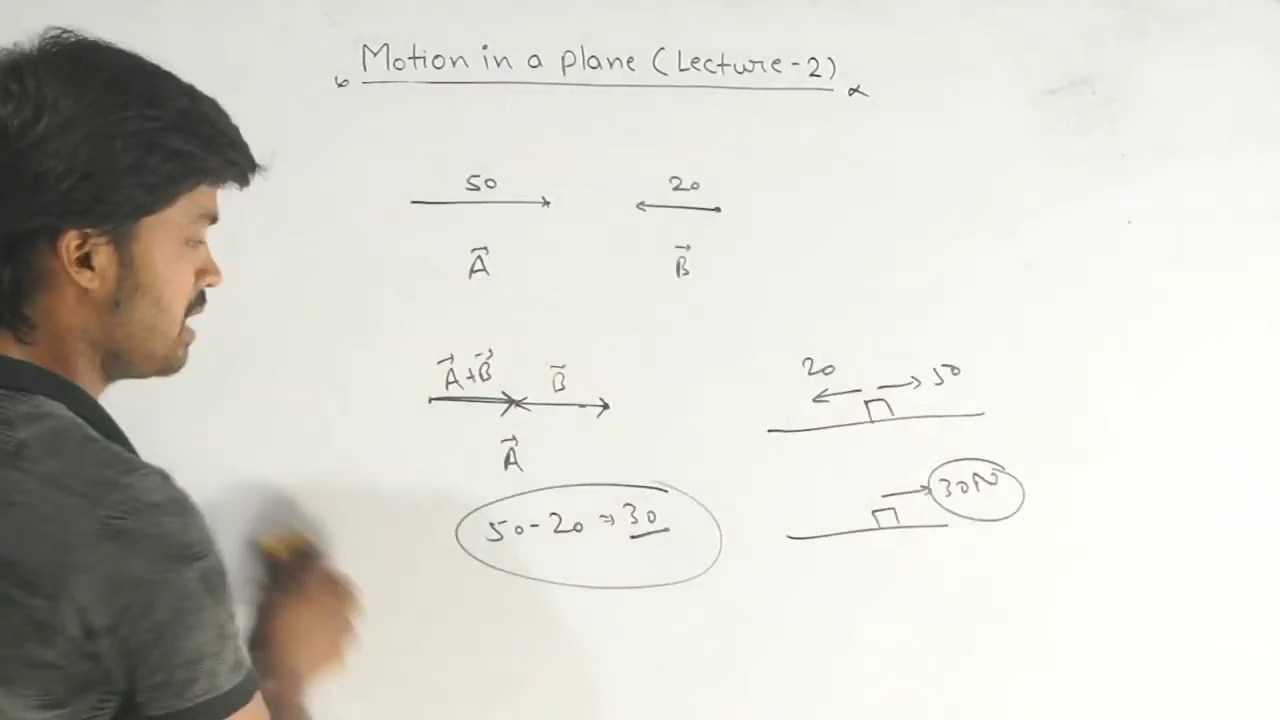 Motion in a plane (Lecture-2)
50 20
A⃗ B⃗
A⃗+B⃗ B⃗
20 50
A⃗
30N
50-20 ⇒ 30